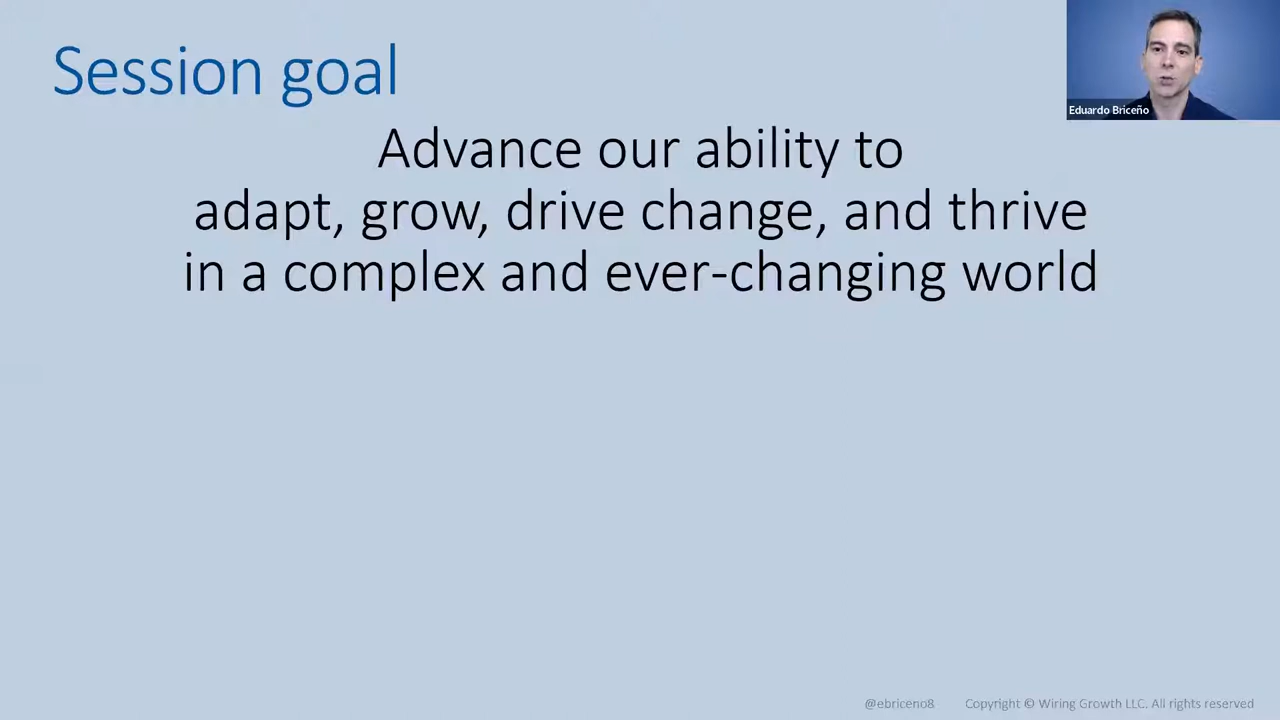 Session goal
Eduardo Briceño
Advance our ability to
adapt, grow, drive change, and thrive
in a complex and ever-changing world
@ebriceno8 Copyright © Wiring Growth LLC. All rights reserved